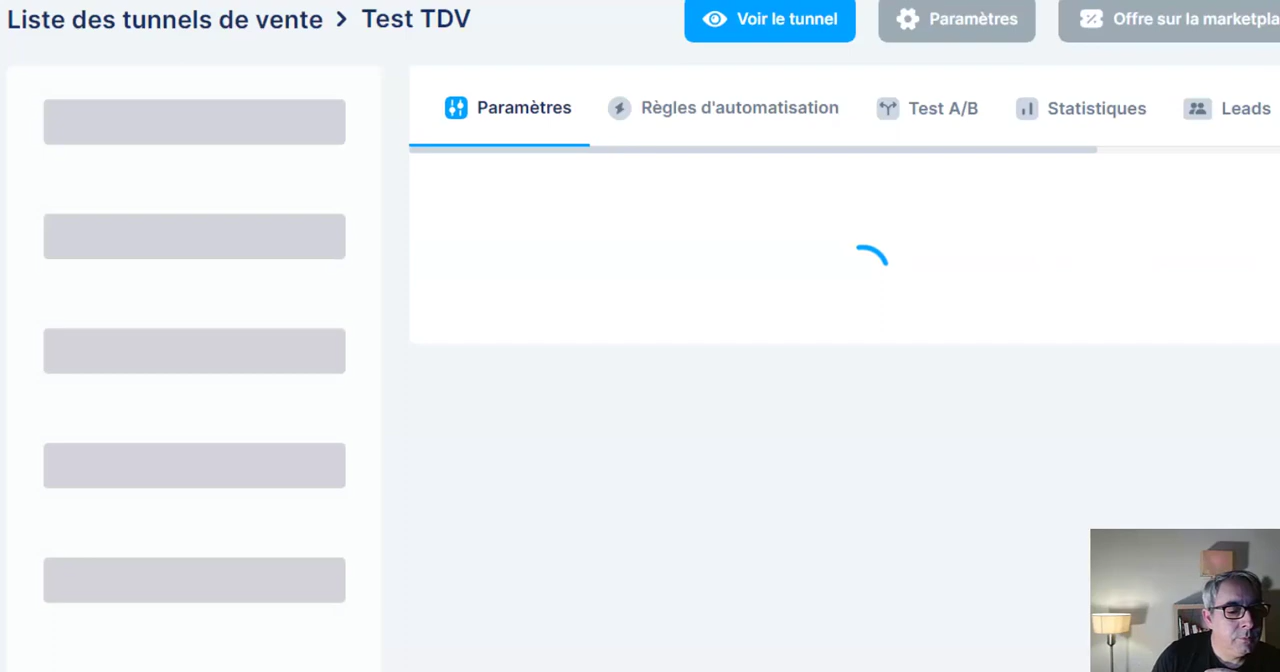 Liste des tunnels de vente > Test TDV
Voir le tunnel
Paramètres
Offre sur la marketpla
Paramètres
Règles d'automatisation
Test A/B
Statistiques
Leads